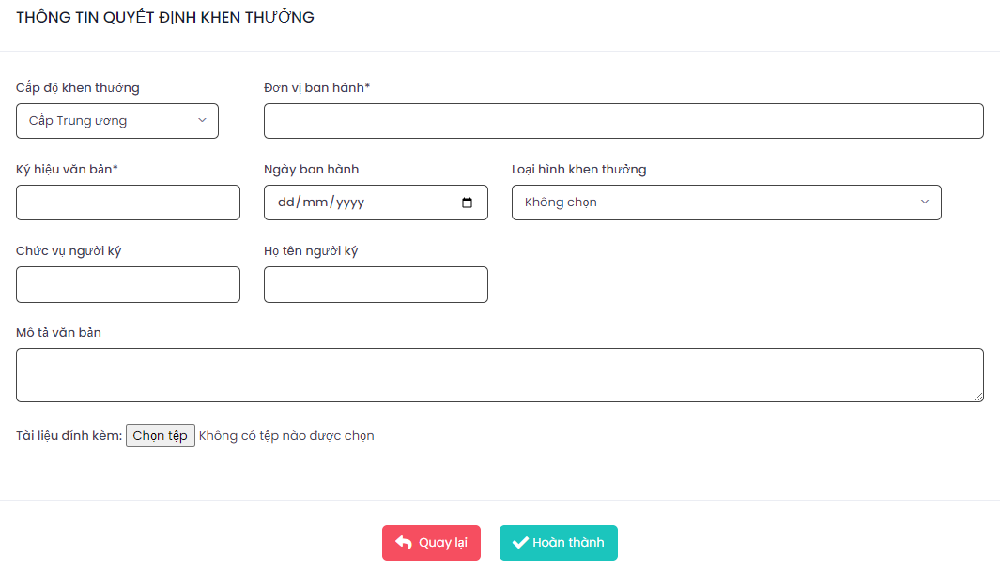 THÔNG TIN QUYẾT ĐỊNH KHEN THƯỞNG
Cấp độ khen thưởng Đơn vị ban hành*
Cấp Trung ương
Ký hiệu văn bản* Ngày ban hành Loại hình khen thưởng
dd/mm/yyyy Không chọn
Chức vụ người ký Họ tên người ký
Mô tả văn bản
Tài liệu đính kèm: Chọn tệp Không có tệp nào được chọn
Quay lại Hoàn thành